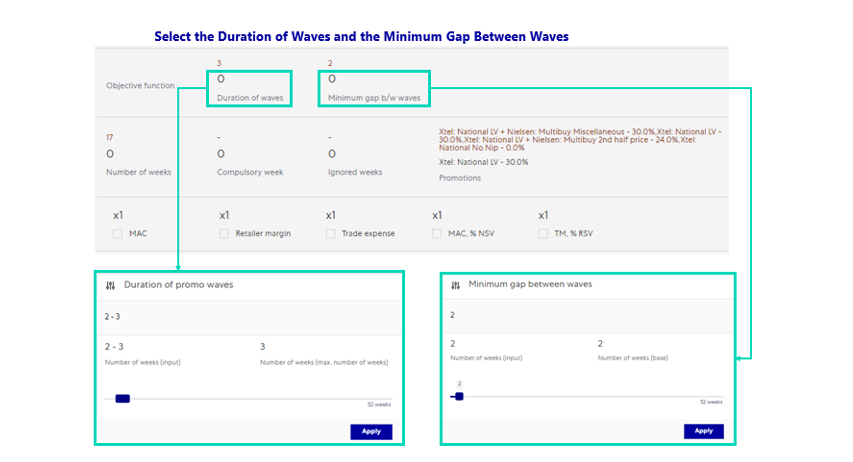 Select the Duration of Waves and the Minimum Gap Between Waves
3
2
Objective function
0
0
Duration of waves
Minimum gap b/w waves
17
-
-
Xtel: National LV + Nielsen: Multibuy Miscellaneous - 30.0%,Xtel: National LV -
30.0%,Xtel: National LV + Nielsen: Multibuy 2nd half price - 24.0%,Xtel:
National No Nip - 0.0%
0
0
0
Xtel: National LV - 30.0%
Number of weeks
Compulsory week
Ignored weeks
Promotions
x1
x1
x1
x1
x1
MAC
Retailer margin
Trade expense
MAC, % NSV
TM, % RSV
Duration of promo waves
2 - 3
2 - 3
3
Number of weeks (input)
Number of weeks (max. number of weeks)
52 weeks
Apply
Minimum gap between waves
2
2
2
Number of weeks (input)
Number of weeks (base)
2
52 weeks
Apply